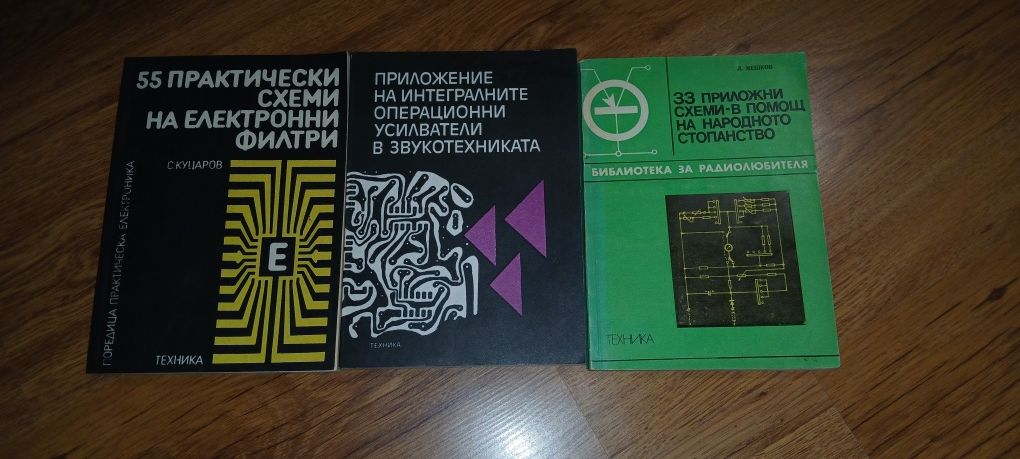 55 ПРАКТИЧЕСКИ
СХЕМИ
НА ЕЛЕКТРОННИ
ФИЛТРИ
С КУЦАРОВ
ПОРЕДИЦА ПРАКТИЧЕСКА ЕЛЕКТРОНИКА
E
ТЕХНИКА
ПРИЛОЖЕНИЕ
НА ИНТЕГРАЛНИТЕ
ОПЕРАЦИОННИ
УСИЛВАТЕЛИ
В ЗВУКОТЕХНИКАТА
ТЕХНИКА
33 ПРИЛОЖНИ
СХЕМИ-В ПОМОЩ
НА НАРОДНОТО
СТОПАНСТВО
БИБЛИОТЕКА ЗА РАДИОЛЮБИТЕЛЯ
ТЕХНИКА